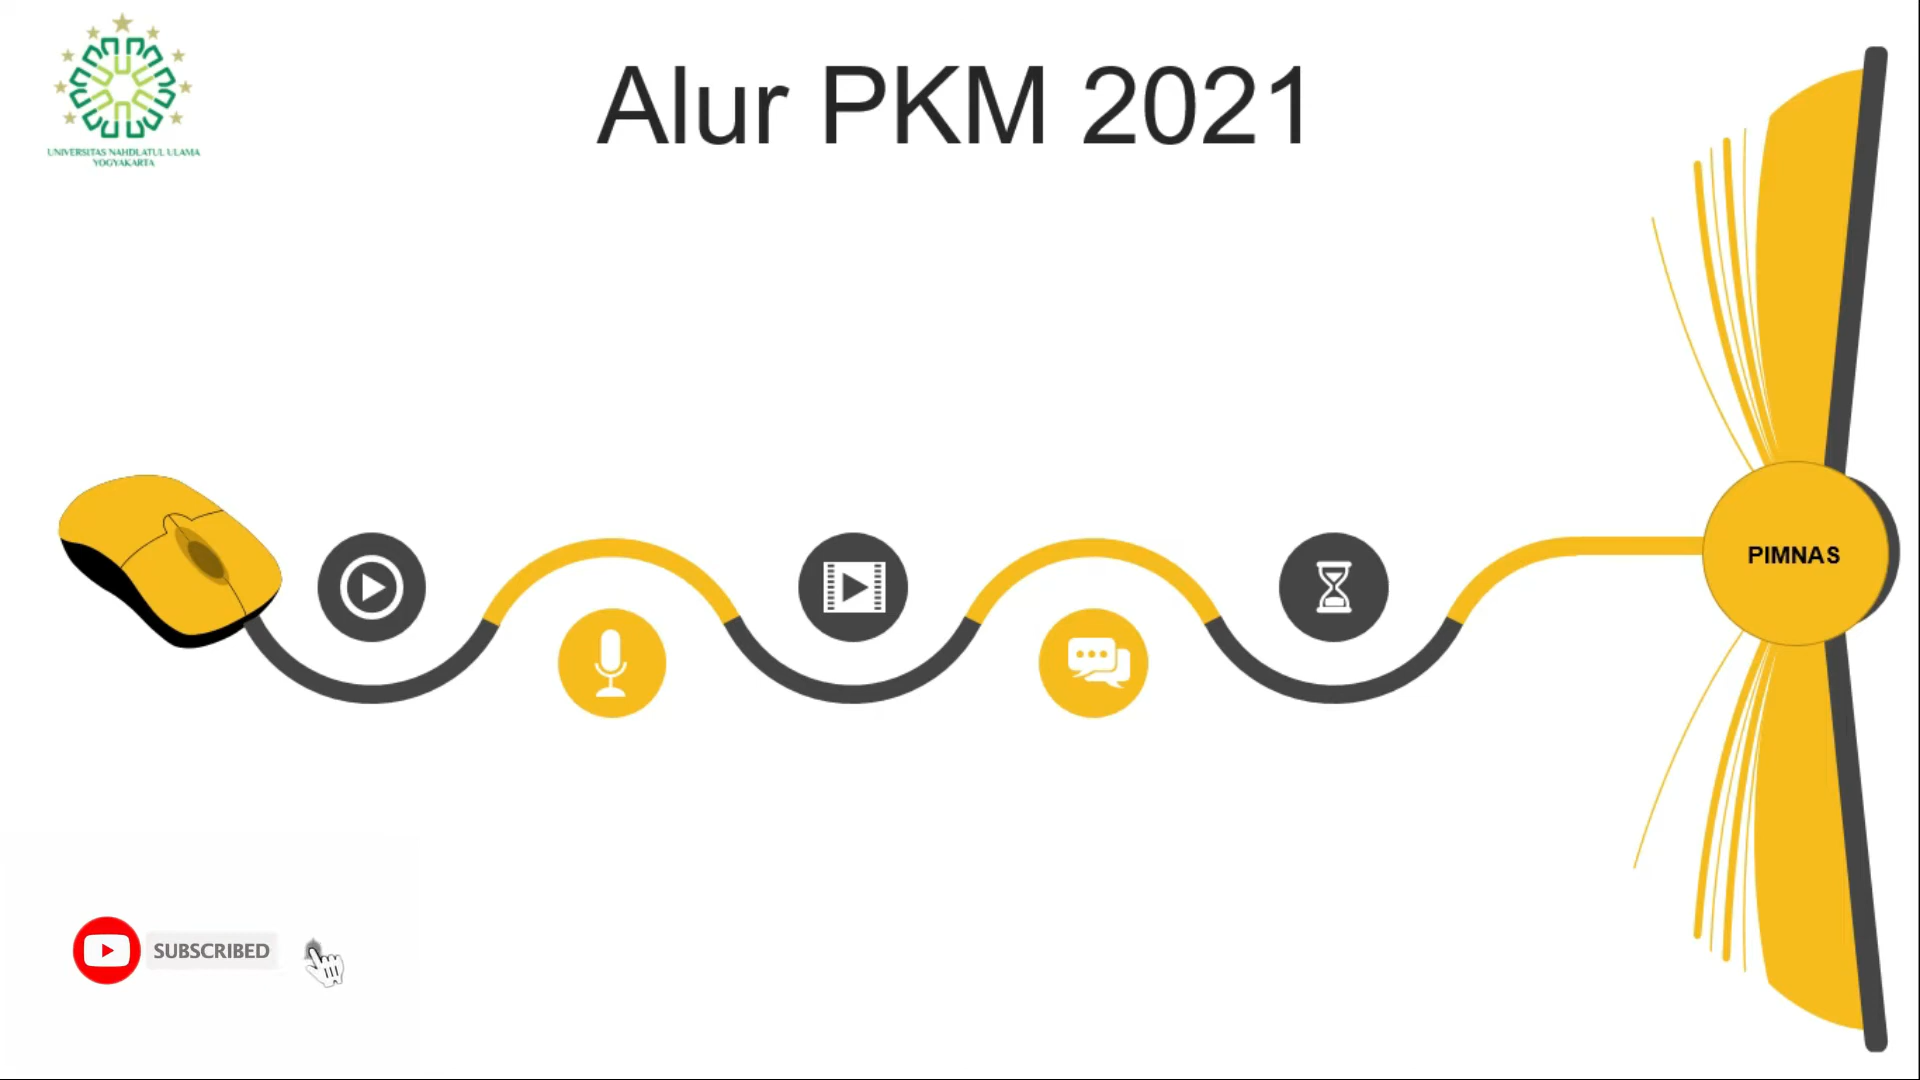 UNIVERSITAS NAHDLATUL ULAMA
YOGYAKARTA
Alur PKM 2021
PIMNAS
SUBSCRIBED